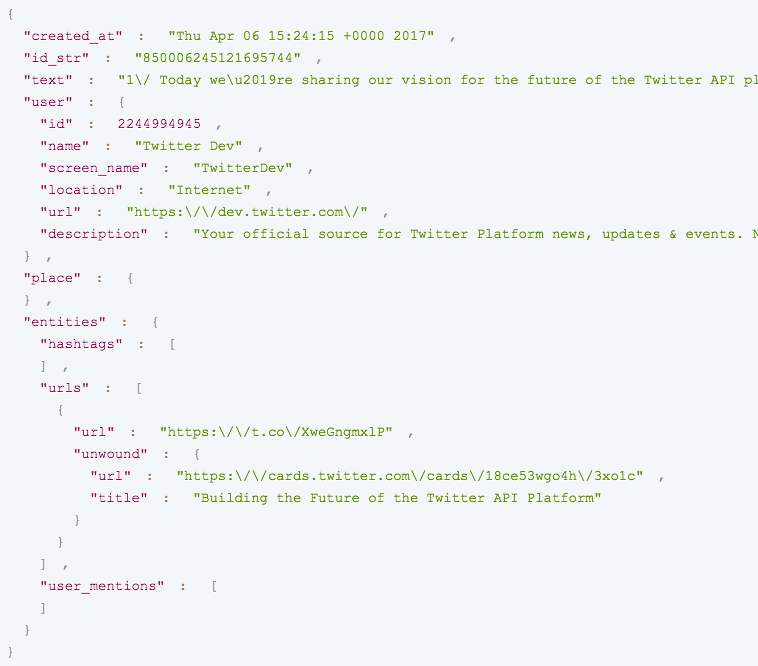 {
"created_at" : "Thu Apr 06 15:24:15 +0000 2017" ,
"id_str" : "850006245121695744" ,
"text" : "1\/ Today we\u2019re sharing our vision for the future of the Twitter API pl
"user" : {
"id" : 2244994945 ,
"name" : "Twitter Dev" ,
"screen_name" : "TwitterDev" ,
"location" : "Internet" ,
"url" : "https:\/\/dev.twitter.com\/" ,
"description" : "Your official source for Twitter Platform news, updates & events. N
} ,
"place" : {
} ,
"entities" : {
"hashtags" : [
] ,
"urls" : [
{
"url" : "https:\/\/t.co\/XweGngmxlP" ,
"unwound" : {
"url" : "https:\/\/cards.twitter.com\/cards\/18ce53wgo4h\/3xo1c" ,
"title" : "Building the Future of the Twitter API Platform"
}
}
] ,
"user_mentions" : [
]
}
}